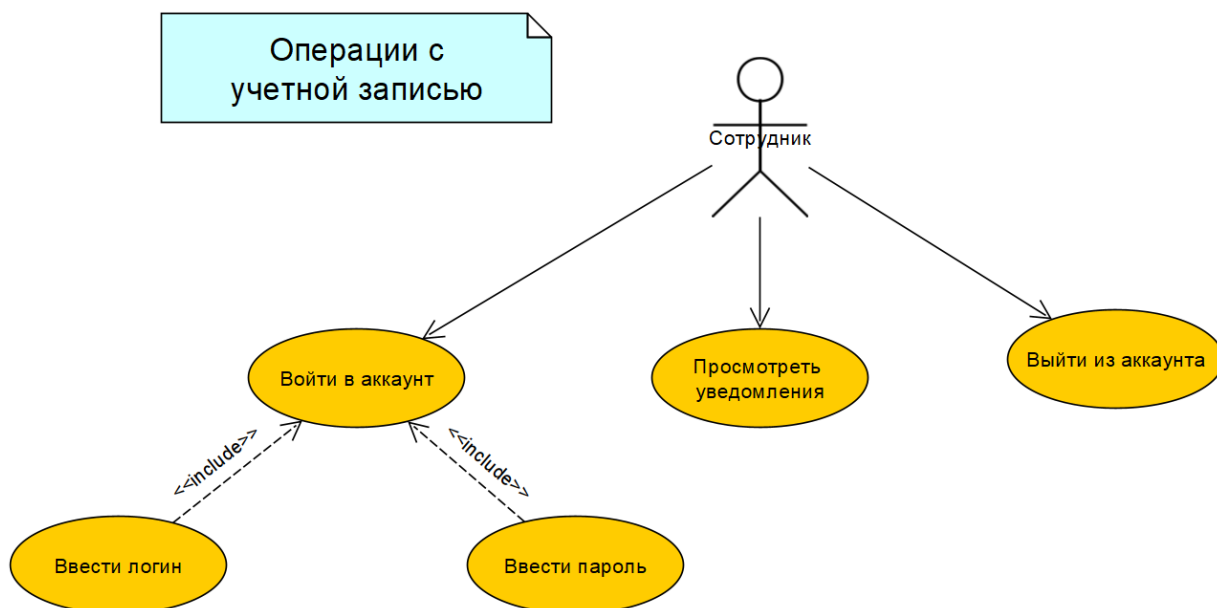 Операции с
учетной записью
Сотрудник
Войти в аккаунт
Просмотреть
уведомления
Выйти из аккаунта
<<include>>
<<include>>
Ввести логин
Ввести пароль